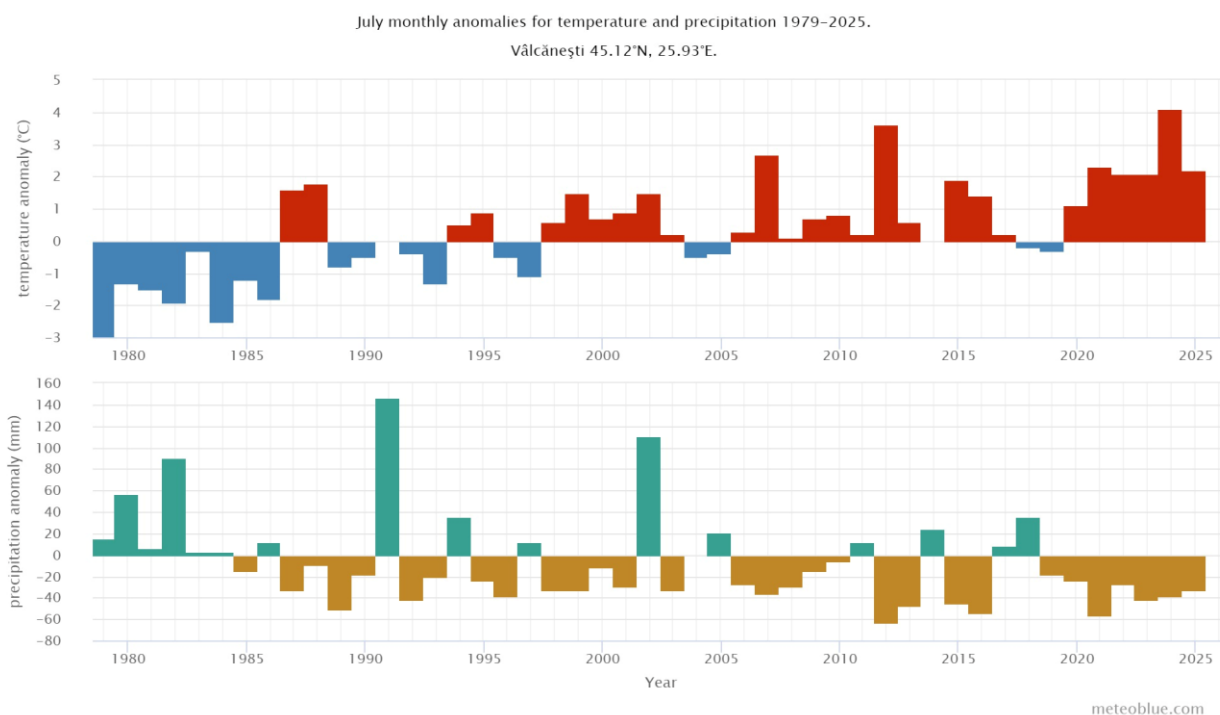 July monthly anomalies for temperature and precipitation 1979-2025.
Vâlcăneşti 45.12°N, 25.93°E.
temperature anomaly (°C)
5
4
3
2
1
0
-1
-2
-3
1980 1985 1990 1995 2000 2005 2010 2015 2020 2025
precipitation anomaly (mm)
160
140
120
100
80
60
40
20
0
-20
-40
-60
-80
1980 1985 1990 1995 2000 2005 2010 2015 2020 2025
Year
meteoblue.com